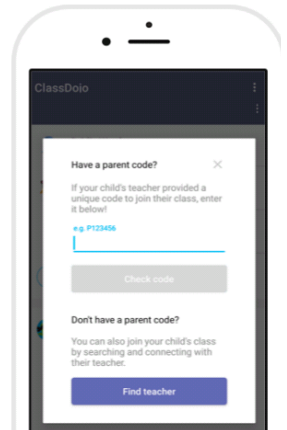 ClassDojo
Have a parent code?
If your child's teacher provided a
unique code to join their class, enter
it below!
e.g. P123456
Check code
Don't have a parent code?
You can also join your child's class
by searching and connecting with
their teacher.
Find teacher